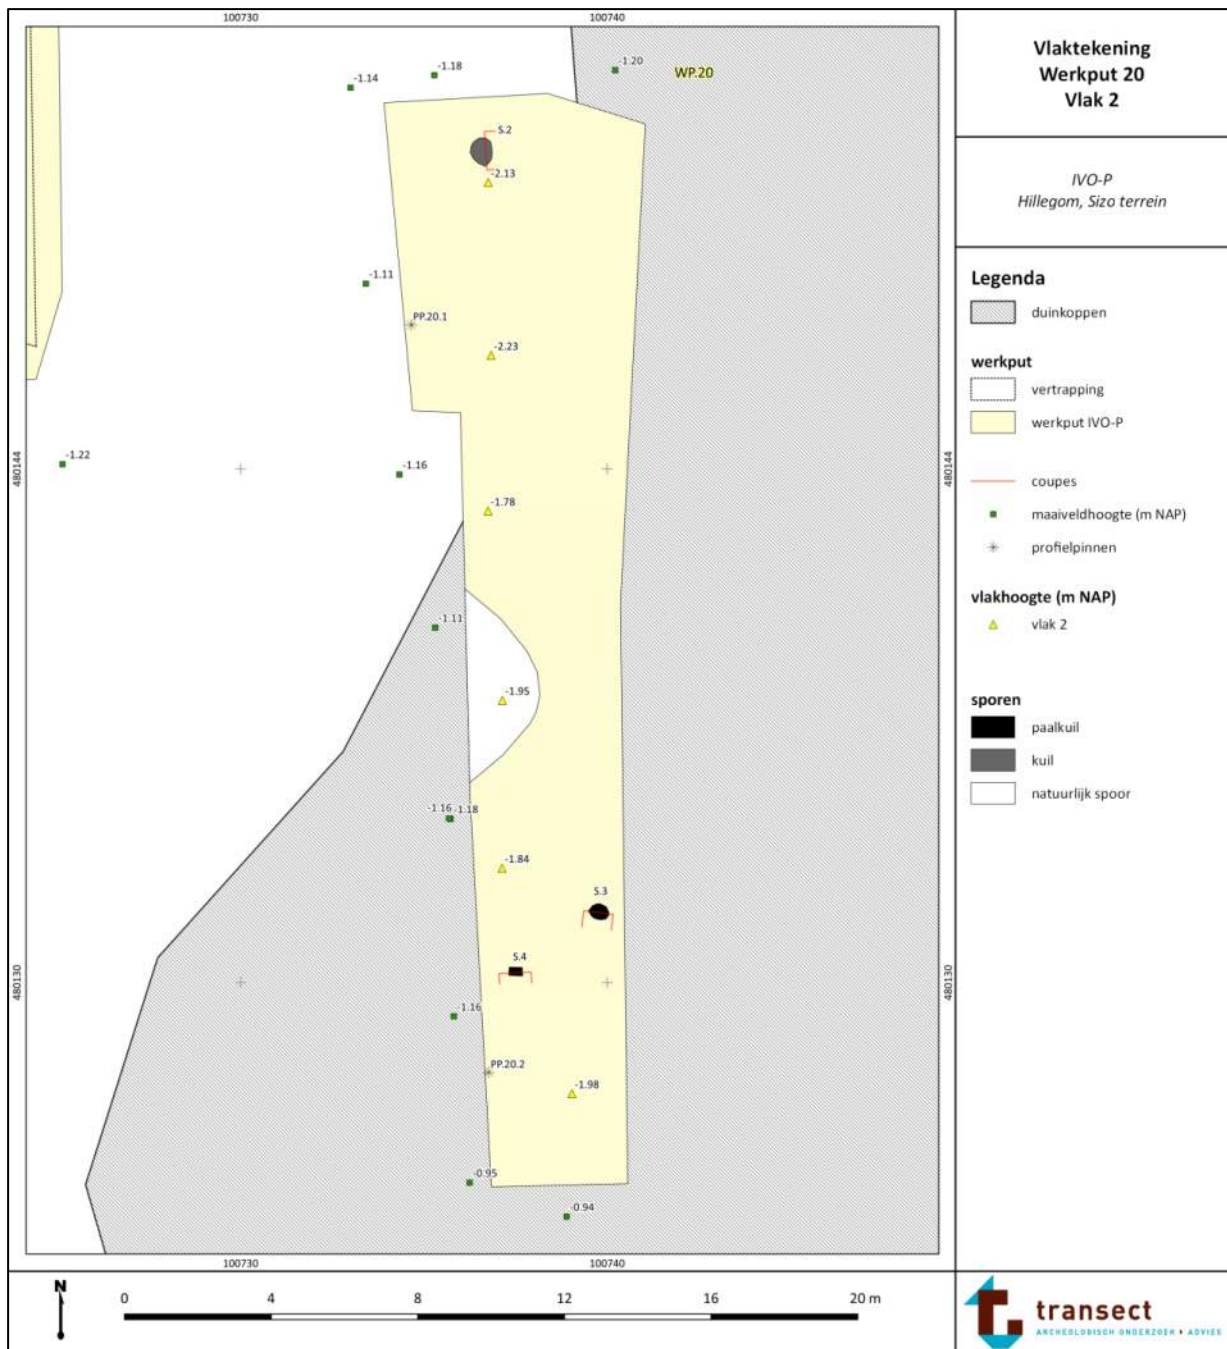 100730
100740
-1.18
-1.14
-1.20
WP.20
S.2
-2.13
-1.11
PP.20.1
-2.23
-1.22
-1.16
480144
480144
-1.78
-1.11
-1.95
-1.16
-1.18
-1.84
S.3
S.4
480130
480130
-1.16
PP.20.2
-1.98
-0.95
-0.94
100730
100740
Vlaktekening
Werkput 20
Vlak 2
IVO-P
Hillegom, Sizo terrein
Legenda
duinkoppen
werkput
vertrapping
werkput IVO-P
coupes
maaiveldhoogte (m NAP)
profielpinnen
vlakhoogte (m NAP)
vlak 2
sporen
paalkuil
kuil
natuurlijk spoor
N
0 4 8 12 16 20 m
transect
ARCHEOLOGISCH ONDERZOEK & ADVIES